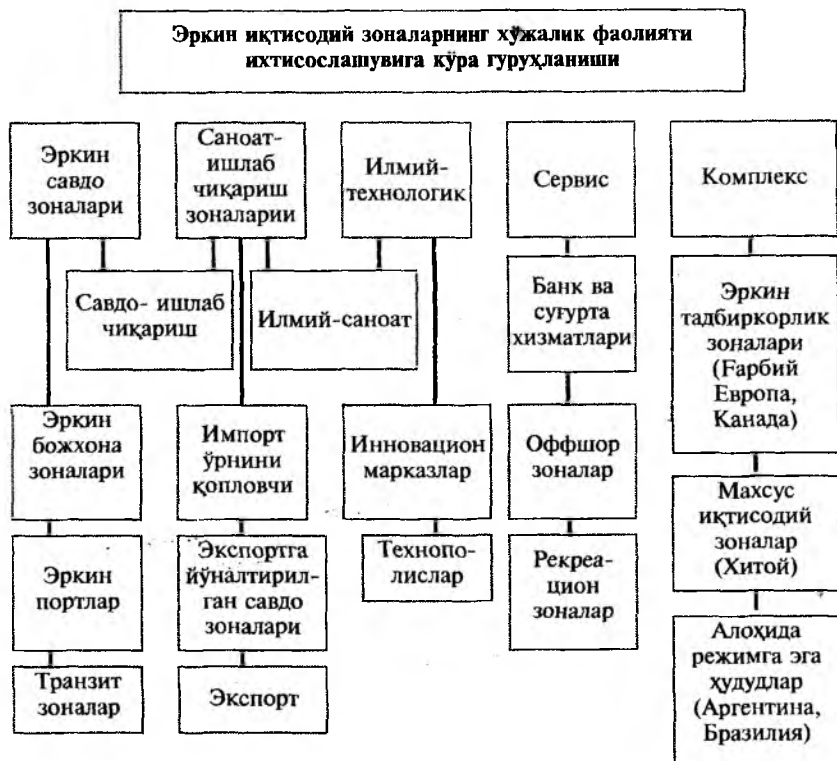 Эркин иқтисодий зоналарнинг хўжалик фаолияти
ихтисослашувига кўра гуруҳланиши
Эркин
савдо
зоналари
Саноат-
ишлаб
чиқариш
зоналарии
Илмий-
технологик
Сервис
Комплекс
Савдо- ишлаб
чиқариш
Илмий-саноат
Банк ва
суғурта
хизматлари
Эркин
тадбиркорлик
зоналари
(Ғарбий
Европа,
Канада)
Эркин
божхона
зоналари
Импорт
ўрнини
қопловчи
Инновацион
марказлар
Оффшор
зоналар
Махсус
иқтисодий
зоналар
(Хитой)
Эркин
портлар
Экспортга
йўналтирил-
ган савдо
зоналари
Технопо-
лислар
Рекреа-
цион
зоналар
Алоҳида
режимга эга
ҳудудлар
(Аргентина,
Бразилия)
Транзит
зоналар
Экспорт